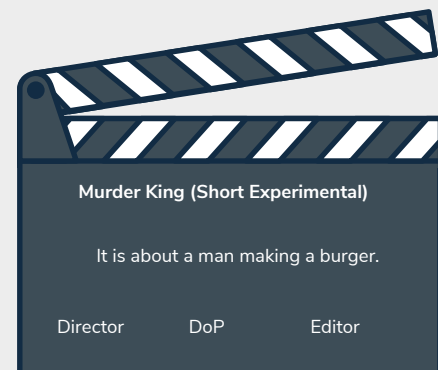 Murder King (Short Experimental)
It is about a man making a burger.
Director DoP Editor